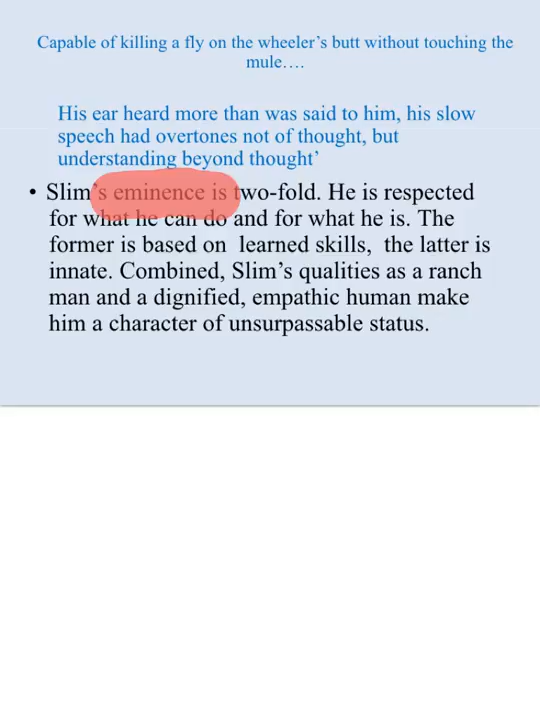 Capable of killing a fly on the wheeler’s butt without touching the
mule….
His ear heard more than was said to him, his slow
speech had overtones not of thought, but
understanding beyond thought’
• Slim’s eminence is two-fold. He is respected
for what he can do and for what he is. The
former is based on learned skills, the latter is
innate. Combined, Slim’s qualities as a ranch
man and a dignified, empathic human make
him a character of unsurpassable status.